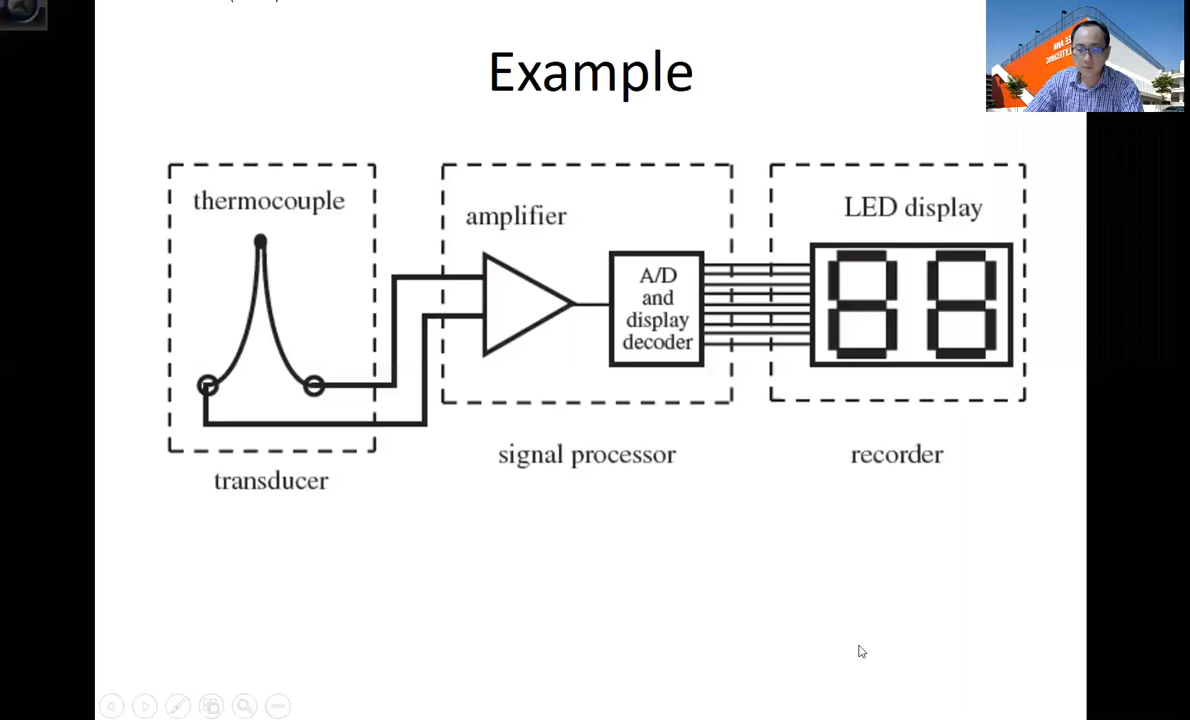 Example
thermocouple
amplifier
LED display
A/D
and
display
decoder
signal processor
recorder
transducer